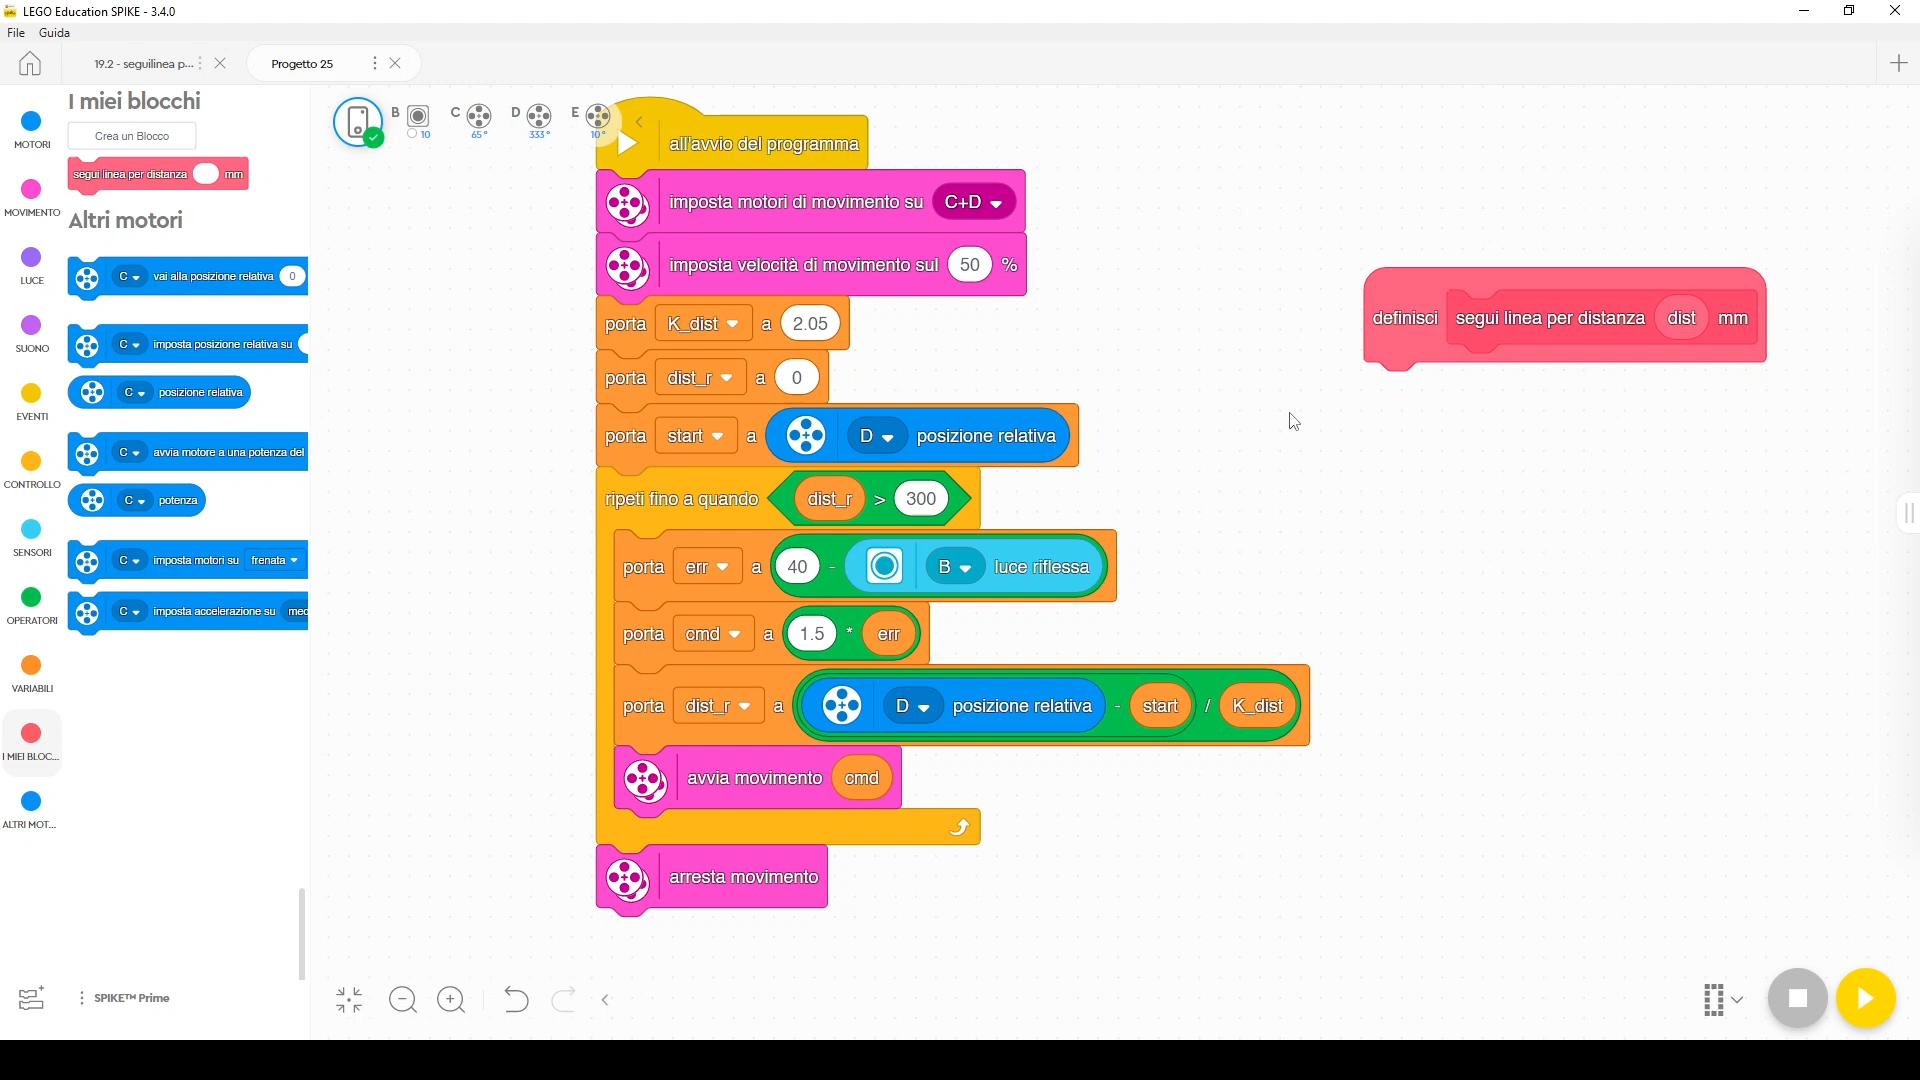 LEGO Education SPIKE - 3.4.0
File Guida
19.2 - seguilinea p...
Progetto 25
I miei blocchi
Crea un Blocco
segui linea per distanza mm
Altri motori
C vai alla posizione relativa 0
C imposta posizione relativa su
C posizione relativa
C avvia motore a una potenza del
C potenza
C imposta motori su frenata
C imposta accelerazione su med
MOTORI
MOVIMENTO
LUCE
SUONO
EVENTI
CONTROLLO
SENSORI
OPERATORI
VARIABILI
I MIEI BLOC...
ALTRI MOT...
SPIKE™ Prime
B 10
C 65°
D 333°
E 10°
all'avvio del programma
imposta motori di movimento su C+D
imposta velocità di movimento sul 50 %
porta K_dist a 2.05
porta dist_r a 0
porta start a D posizione relativa
ripeti fino a quando dist_r > 300
porta err a 40 - B luce riflessa
porta cmd a 1.5 * err
porta dist_r a D posizione relativa - start / K_dist
avvia movimento cmd
arresta movimento
definisci segui linea per distanza dist mm